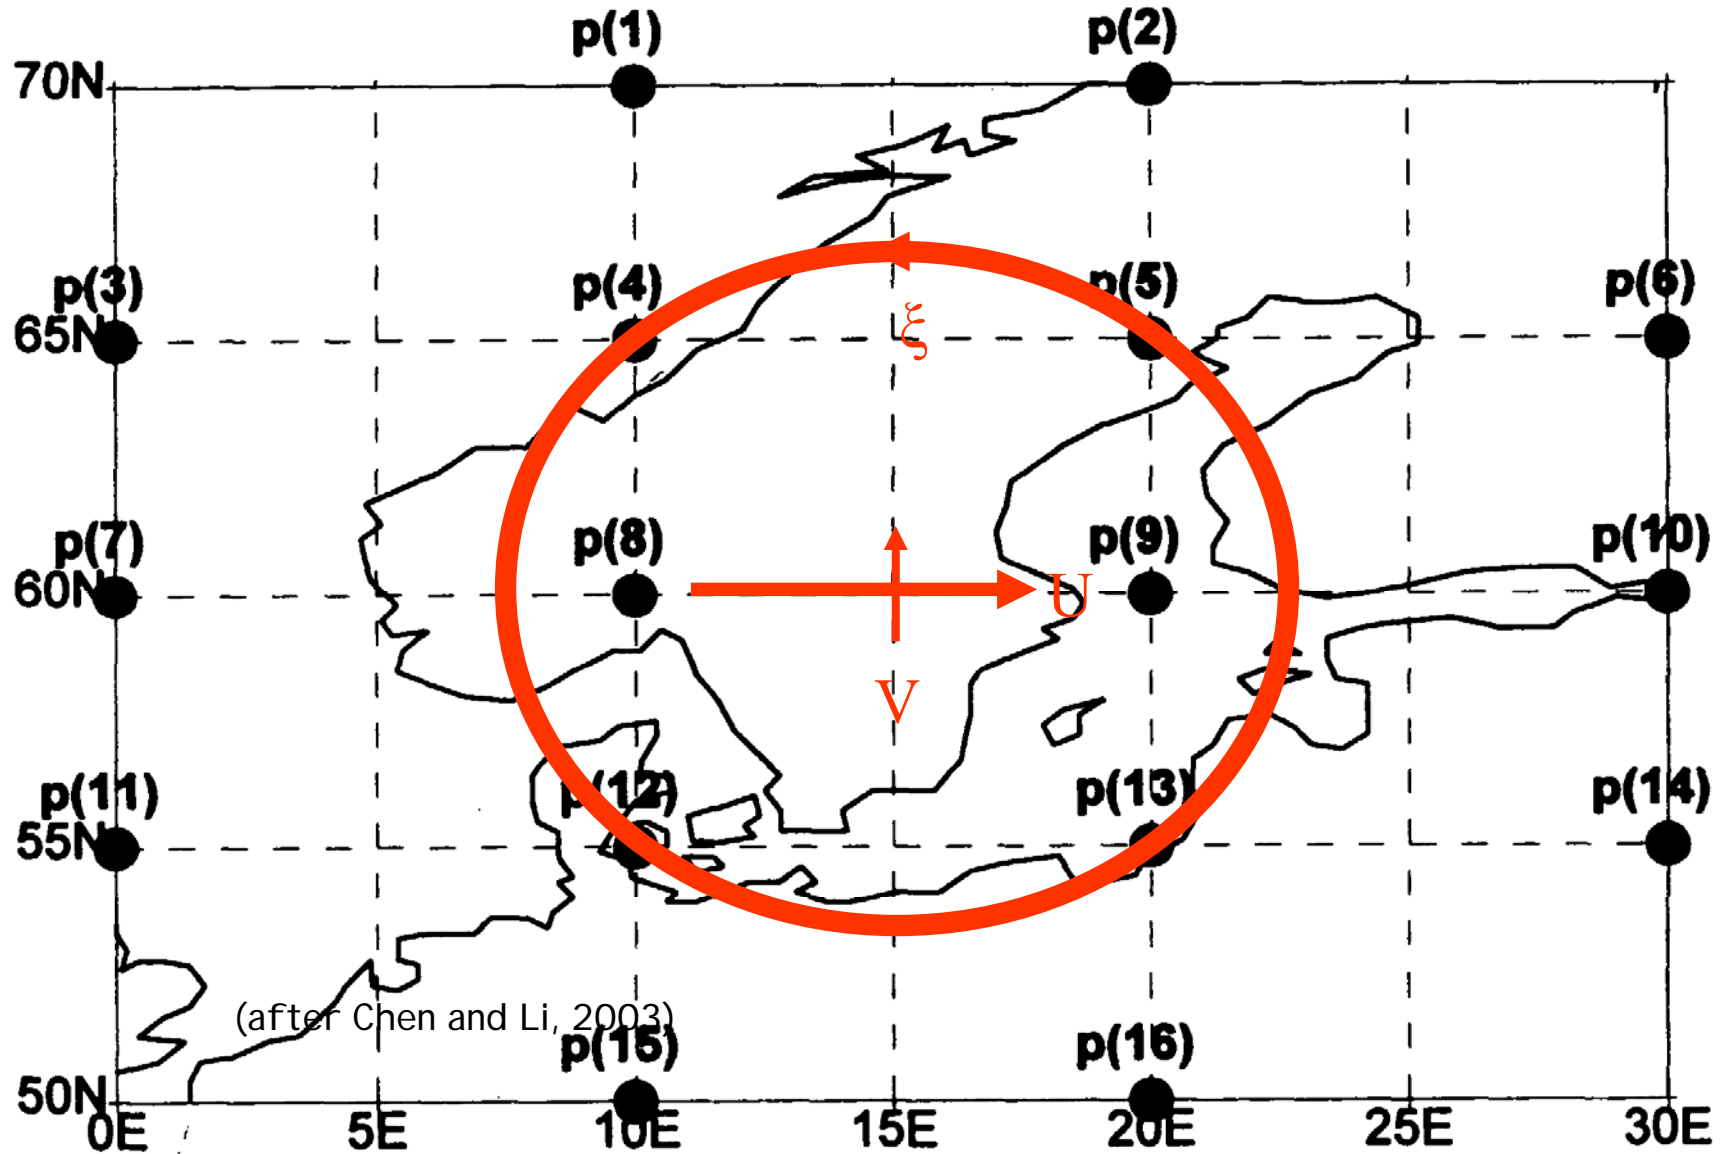 p(1) p(2)
70N
p(3) p(4) p(5) p(6)
65N
ξ
p(7) p(8) p(9) p(10)
60N
U
V
p(11) p(12) p(13) p(14)
55N
(after Chen and Li, 2003)
p(15) p(16)
50N
0E 5E 10E 15E 20E 25E 30E